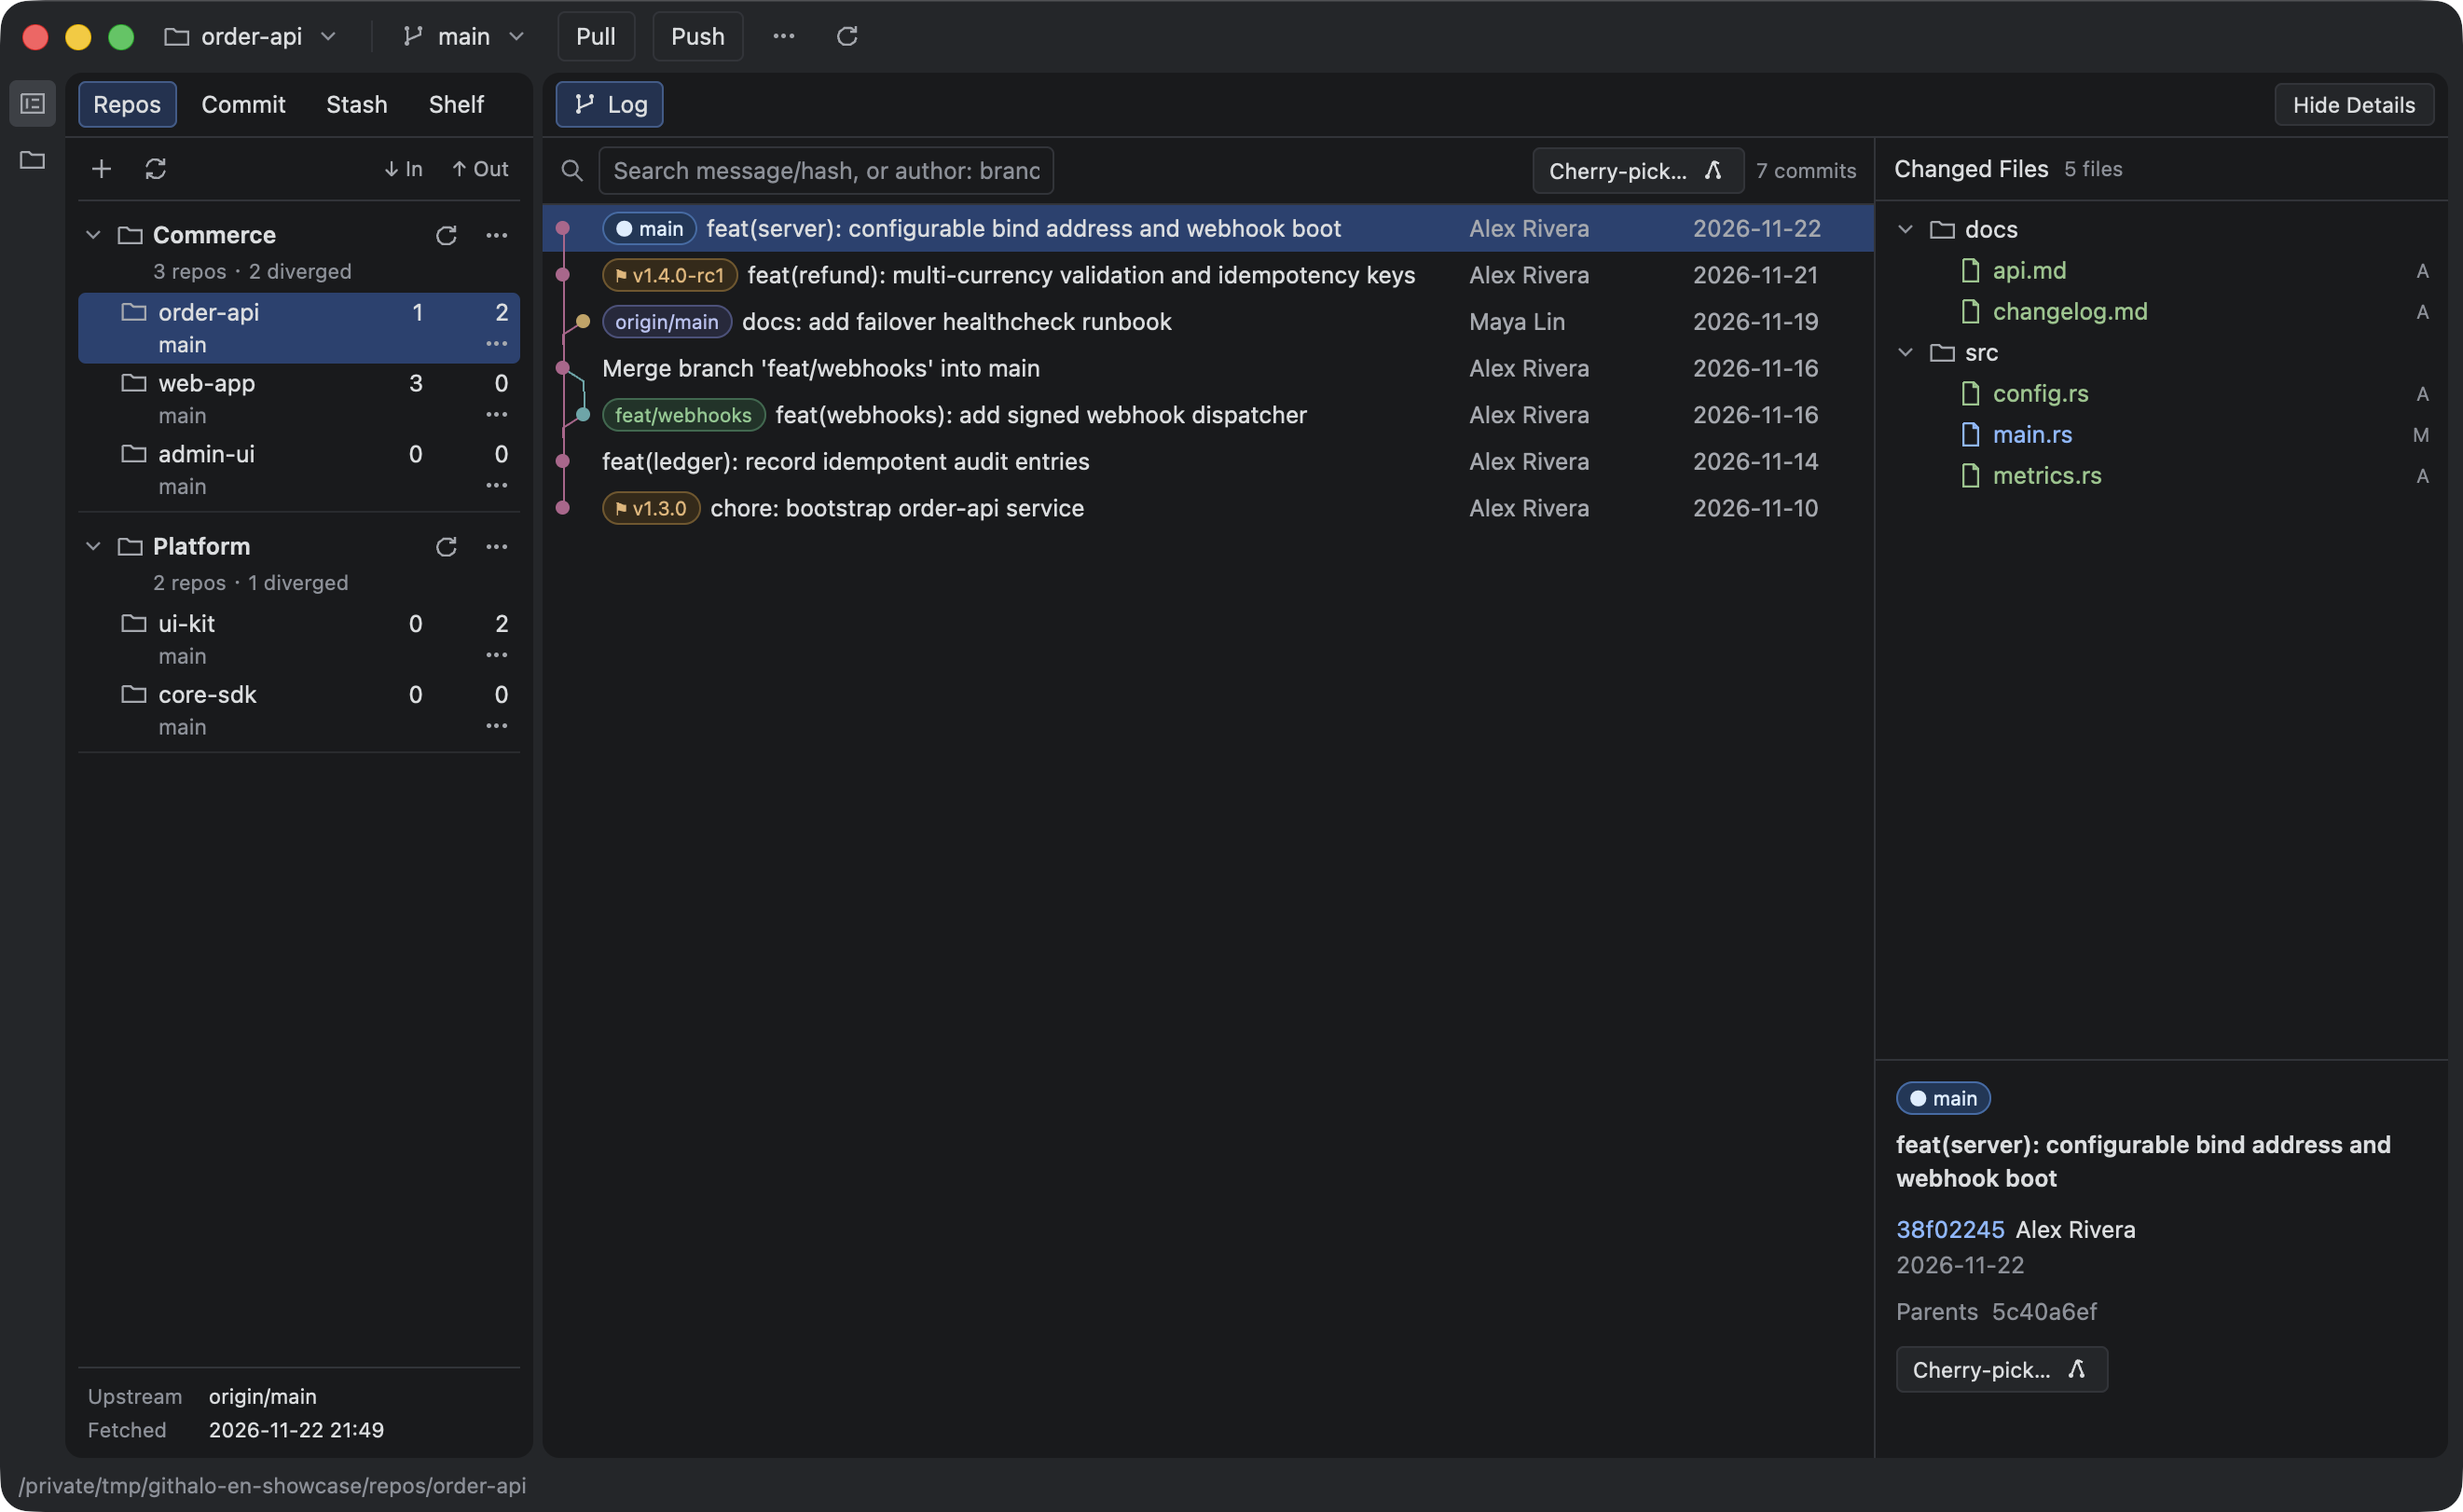 order-api
main
Pull
Push
Repos
Commit
Stash
Shelf
Log
Hide Details
In
Out
Search message/hash, or author: branc
Cherry-pick...
7 commits
Changed Files 5 files
Commerce
3 repos · 2 diverged
order-api 1 2
main
web-app 3 0
main
admin-ui 0 0
main
Platform
2 repos · 1 diverged
ui-kit 0 2
main
core-sdk 0 0
main
Upstream origin/main
Fetched 2026-11-22 21:49
main feat(server): configurable bind address and webhook boot Alex Rivera 2026-11-22
v1.4.0-rc1 feat(refund): multi-currency validation and idempotency keys Alex Rivera 2026-11-21
origin/main docs: add failover healthcheck runbook Maya Lin 2026-11-19
Merge branch 'feat/webhooks' into main Alex Rivera 2026-11-16
feat/webhooks feat(webhooks): add signed webhook dispatcher Alex Rivera 2026-11-16
feat(ledger): record idempotent audit entries Alex Rivera 2026-11-14
v1.3.0 chore: bootstrap order-api service Alex Rivera 2026-11-10
docs
api.md A
changelog.md A
src
config.rs A
main.rs M
metrics.rs A
main
feat(server): configurable bind address and
webhook boot
38f02245 Alex Rivera
2026-11-22
Parents 5c40a6ef
Cherry-pick...
/private/tmp/githalo-en-showcase/repos/order-api